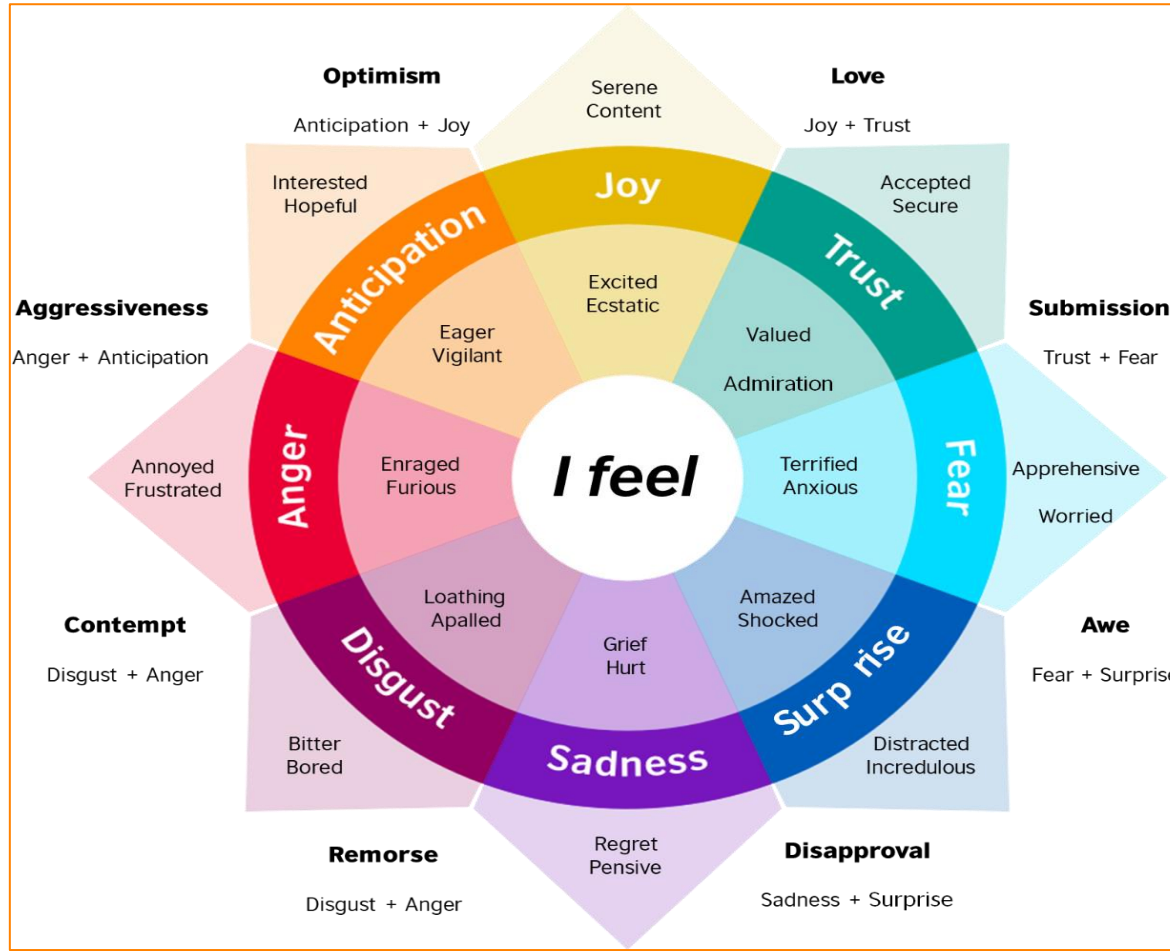 Optimism
Anticipation + Joy
Serene
Content
Love
Joy + Trust
Interested
Hopeful
Joy
Accepted
Secure
Anticipation
Trust
Excited
Ecstatic
Aggressiveness
Anger + Anticipation
Eager
Vigilant
Valued
Admiration
Submission
Trust + Fear
Annoyed
Frustrated
Anger
Enraged
Furious
I feel
Terrified
Anxious
Fear
Apprehensive
Worried
Contempt
Disgust + Anger
Loathing
Apalled
Grief
Hurt
Amazed
Shocked
Awe
Fear + Surprise
Disgust
Sadness
Surp rise
Bitter
Bored
Distracted
Incredulous
Remorse
Disgust + Anger
Regret
Pensive
Disapproval
Sadness + Surprise